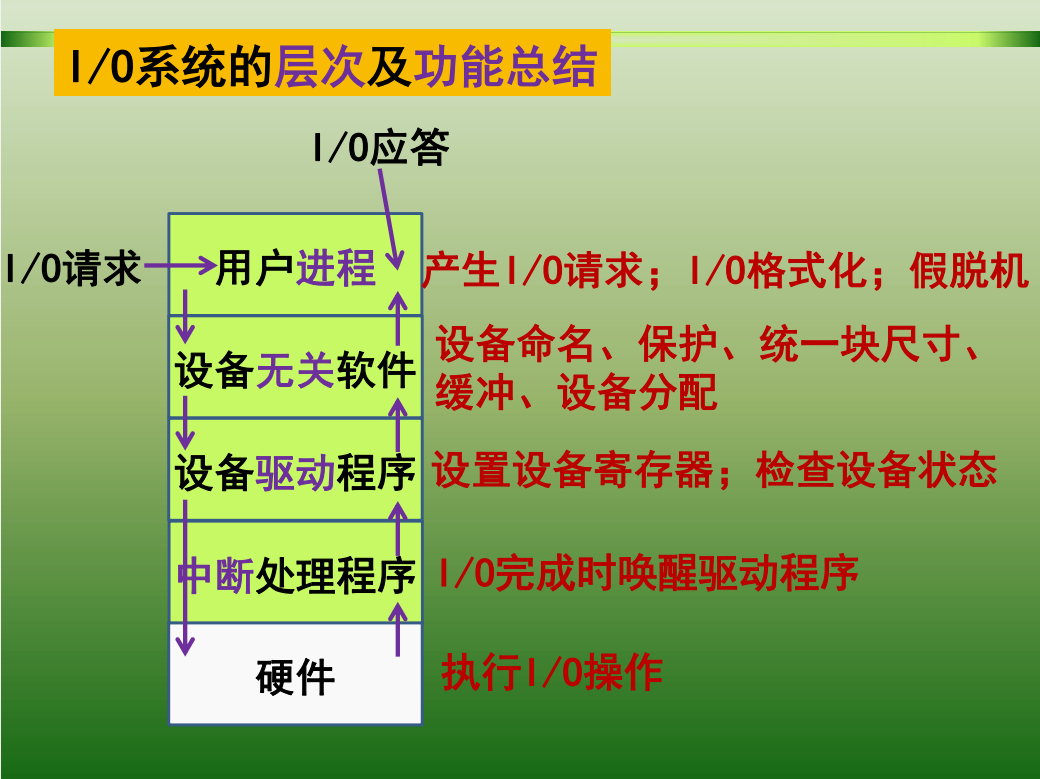 I/O系统的层次及功能总结
I/O应答
I/O请求
用户进程
产生I/O请求；I/O格式化；假脱机
设备无关软件
设备命名、保护、统一块尺寸、
缓冲、设备分配
设备驱动程序
设置设备寄存器；检查设备状态
中断处理程序
I/O完成时唤醒驱动程序
硬件
执行I/O操作